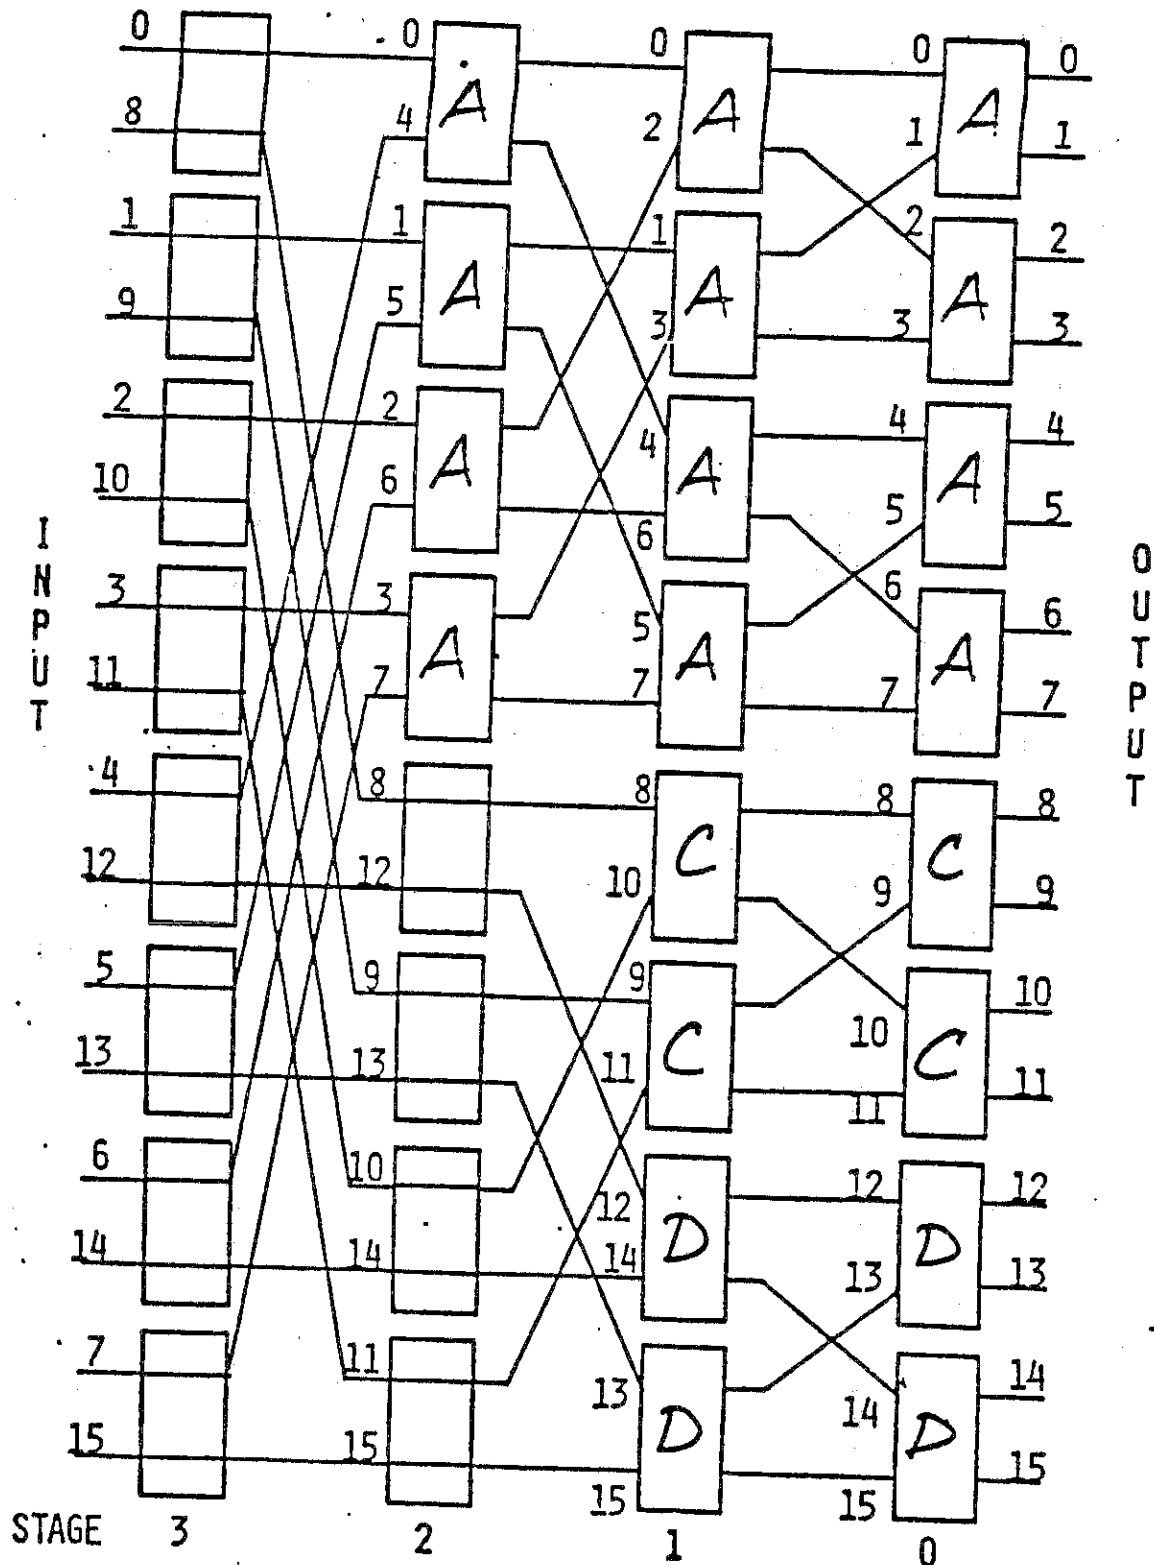 0 0 0 0 0
A A A A
8 4 2 1 1
1 1 1 2 2
A A A
9 5 3 3 3
2 2 4 4 4
A A A
10 6 6 5 5
3 3 5 6 6
A A A
11 7 7 7 7
4 8 8 8 8
C C
12 12 10 9 9
5 9 9 10 10
C C
13 13 11 11 11
6 10 12 12 12
D D
14 14 14 13 13
7 11 13 14 14
D D
15 15 15 15 15
INPUT
OUTPUT
STAGE 3 2 1 0